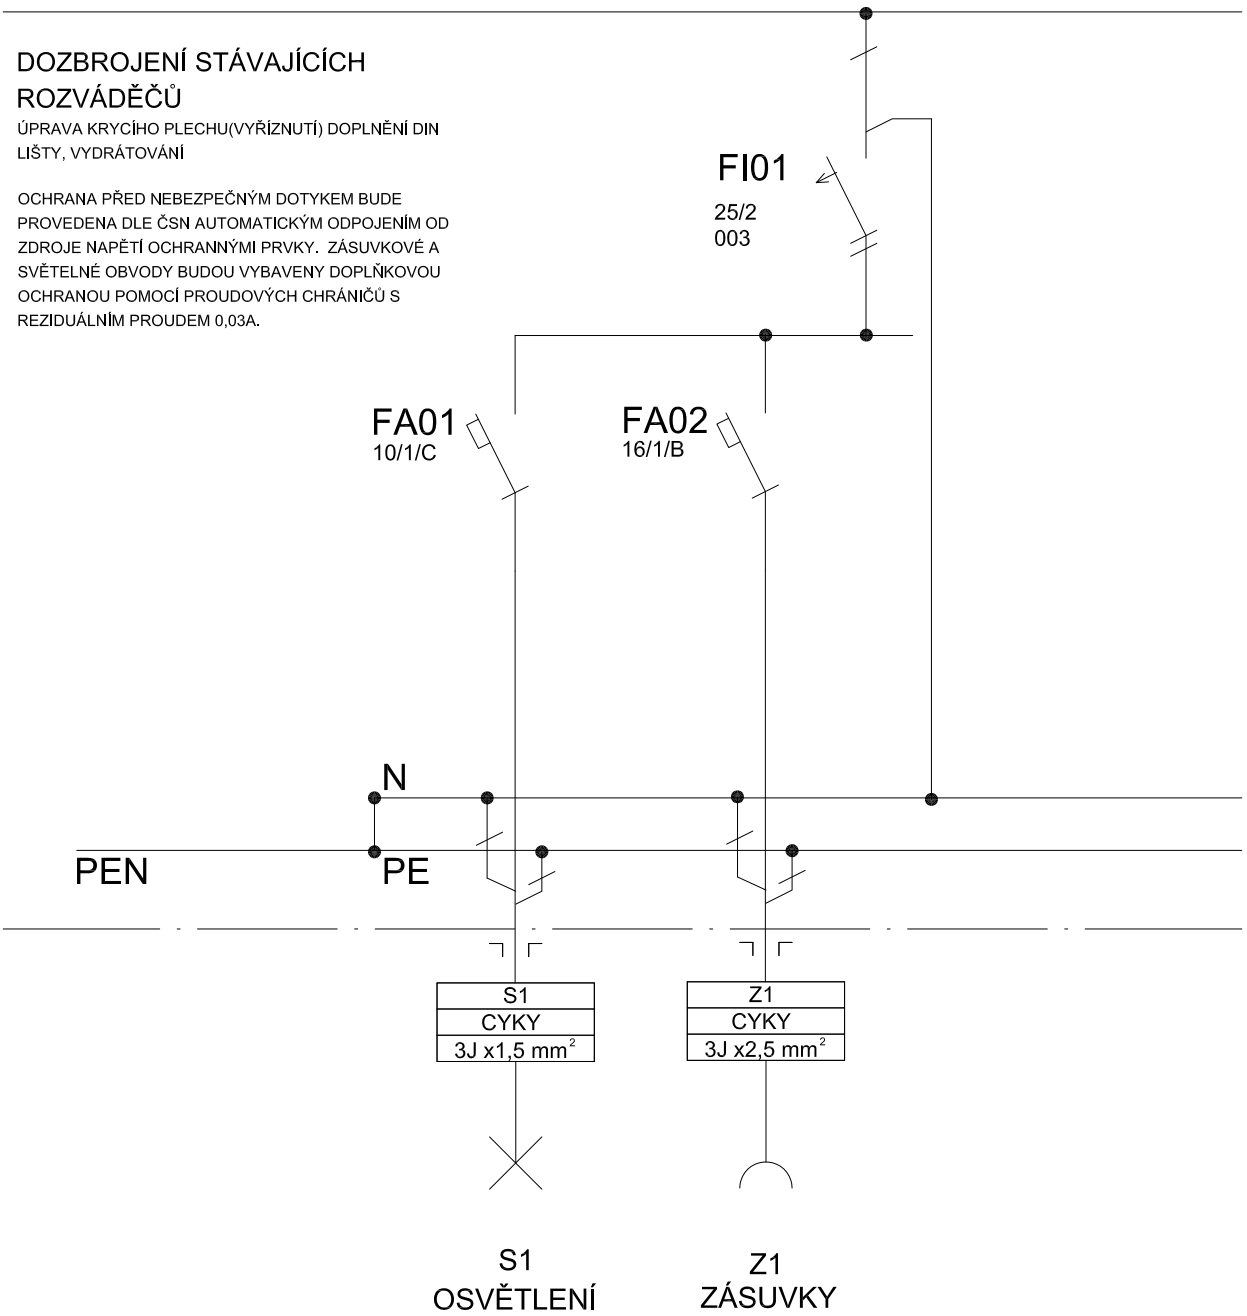 DOZBROJENÍ STÁVAJÍCÍCH
ROZVÁDĚČŮ
ÚPRAVA KRYCÍHO PLECHU(VYŘÍZNUTÍ) DOPLNĚNÍ DIN
LIŠTY, VYDRÁTOVÁNÍ
OCHRANA PŘED NEBEZPEČNÝM DOTYKEM BUDE
PROVEDENA DLE ČSN AUTOMATICKÝM ODPOJENÍM OD
ZDROJE NAPĚTÍ OCHRANNÝMI PRVKY. ZÁSUVKOVÉ A
SVĚTELNÉ OBVODY BUDOU VYBAVENY DOPLŇKOVOU
OCHRANOU POMOCÍ PROUDOVÝCH CHRÁNIČŮ S
REZIDUÁLNÍM PROUDEM 0,03A.
FI01
25/2
003
FA01
10/1/C
FA02
16/1/B
N
PEN
PE
S1
CYKY
3J x1,5 mm²
Z1
CYKY
3J x2,5 mm²
S1
OSVĚTLENÍ
Z1
ZÁSUVKY